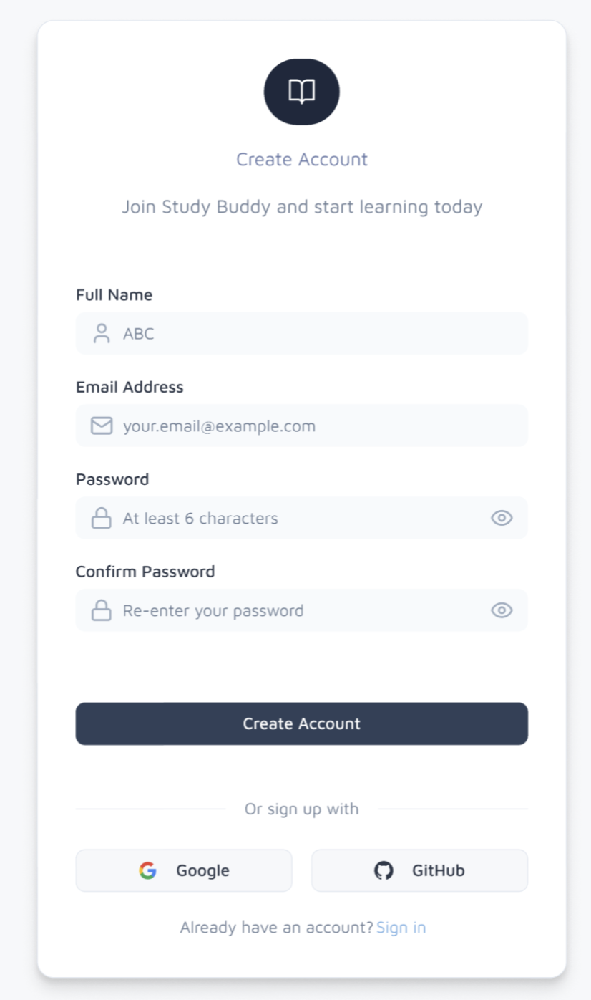 Create Account
Join Study Buddy and start learning today
Full Name
ABC
Email Address
your.email@example.com
Password
At least 6 characters
Confirm Password
Re-enter your password
Create Account
Or sign up with
Google
GitHub
Already have an account? Sign in